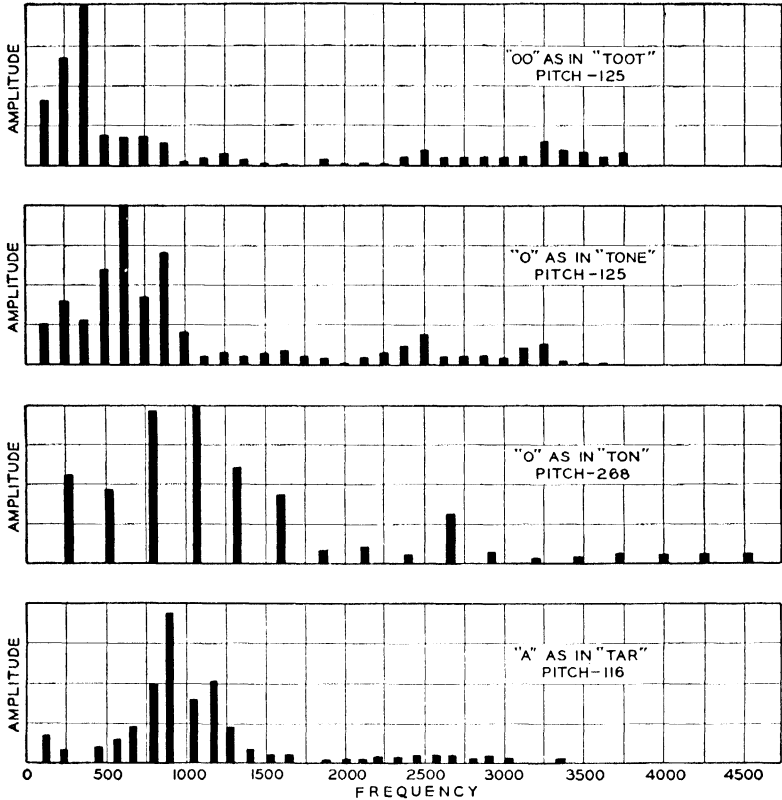 AMPLITUDE
"OO" AS IN "TOOT"
PITCH-125
AMPLITUDE
"O" AS IN "TONE"
PITCH-125
AMPLITUDE
"O" AS IN "TON"
PITCH-268
AMPLITUDE
"A" AS IN "TAR"
PITCH-116
0 500 1000 1500 2000 2500 3000 3500 4000 4500
FREQUENCY